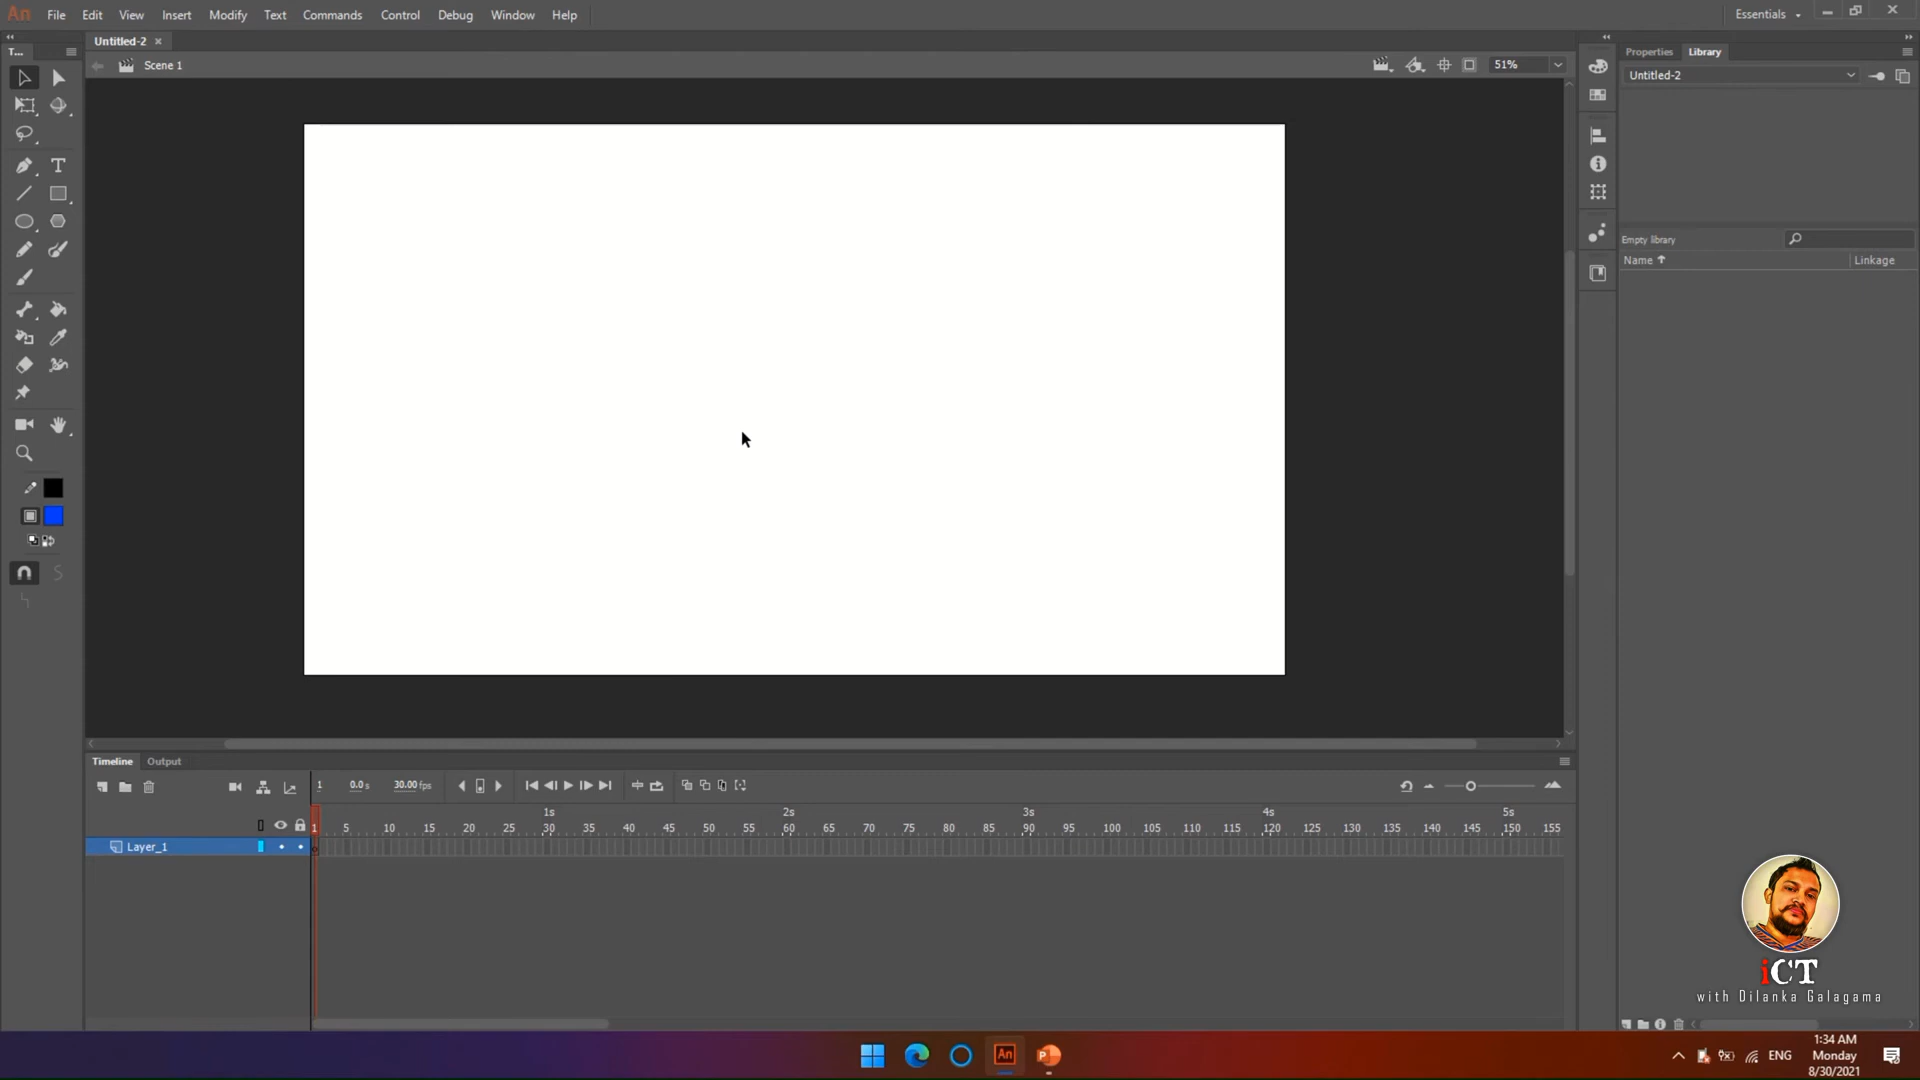 An File Edit View Insert Modify Text Commands Control Debug Window Help Essentials
T... Untitled-2 Properties Library
Scene 1 51%
Untitled-2
T
Empty library
Name Linkage
S
Timeline Output
1 0.0s 30.00fps
1s 2s 3s 4s 5s
1 5 10 15 20 25 30 35 40 45 50 55 60 65 70 75 80 85 90 95 100 105 110 115 120 125 130 135 140 145 150 155
Layer_1
iCT
with Dilanka Galagama
An P ENG
1:34 AM
Monday
8/30/2021